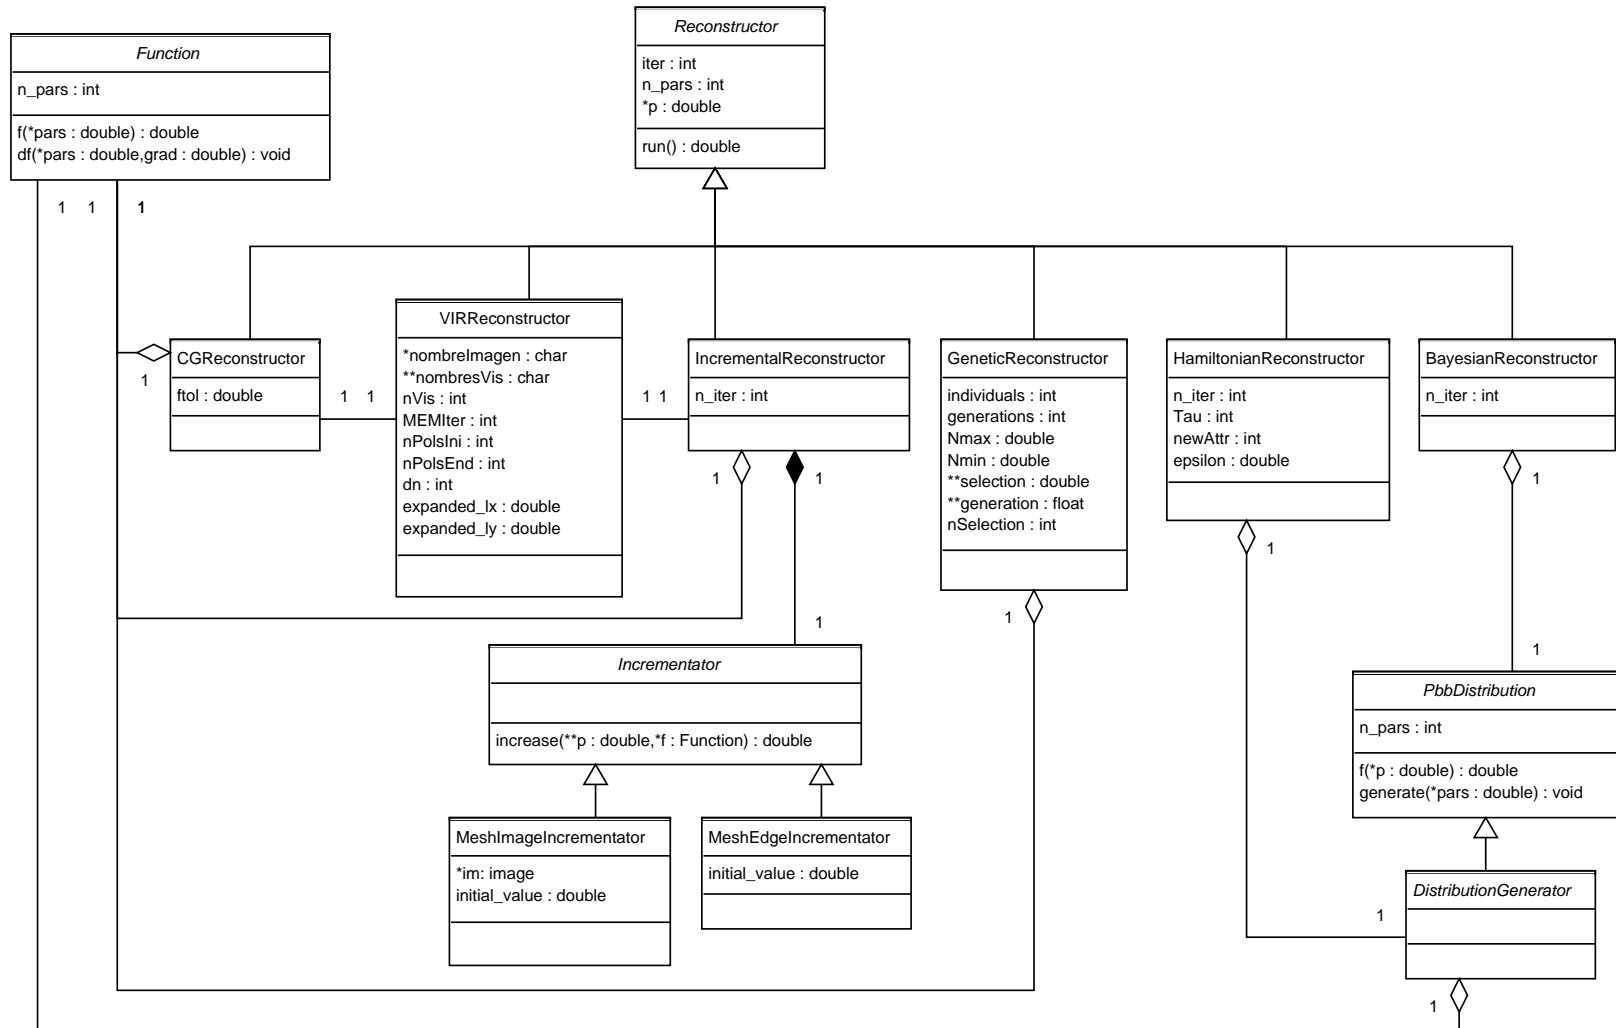 Reconstructor
iter : int
n_pars : int
*p : double
run() : double
Function
n_pars : int
f(*pars : double) : double
df(*pars : double,grad : double) : void
1
1
1
CGReconstructor
ftol : double
1
1
1
VIRReconstructor
*nombreImagen : char
**nombresVis : char
nVis : int
MEMIter : int
nPolsIni : int
nPolsEnd : int
dn : int
expanded_lx : double
expanded_ly : double
1
1
IncrementalReconstructor
n_iter : int
1
1
GeneticReconstructor
individuals : int
generations : int
Nmax : double
Nmin : double
**selection : double
**generation : float
nSelection : int
1
HamiltonianReconstructor
n_iter : int
Tau : int
newAttr : int
epsilon : double
1
BayesianReconstructor
n_iter : int
1
1
Incrementator
increase(**p : double,*f : Function) : double
1
PbbDistribution
n_pars : int
f(*p : double) : double
generate(*pars : double) : void
MeshImageIncrementator
*im: image
initial_value : double
MeshEdgeIncrementator
initial_value : double
DistributionGenerator
1
1